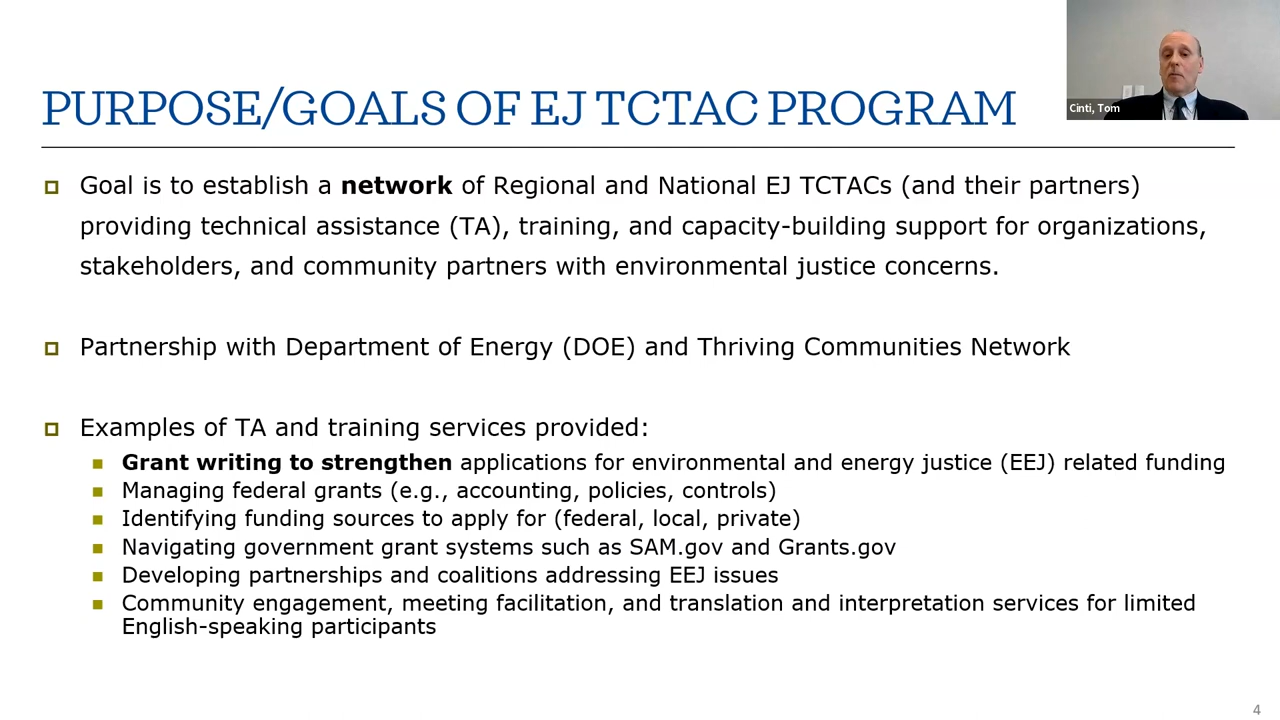 PURPOSE/GOALS OF EJ TCTAC PROGRAM
Cinti, Tom
Goal is to establish a network of Regional and National EJ TCTACs (and their partners)
providing technical assistance (TA), training, and capacity-building support for organizations,
stakeholders, and community partners with environmental justice concerns.
Partnership with Department of Energy (DOE) and Thriving Communities Network
Examples of TA and training services provided:
Grant writing to strengthen applications for environmental and energy justice (EEJ) related funding
Managing federal grants (e.g., accounting, policies, controls)
Identifying funding sources to apply for (federal, local, private)
Navigating government grant systems such as SAM.gov and Grants.gov
Developing partnerships and coalitions addressing EEJ issues
Community engagement, meeting facilitation, and translation and interpretation services for limited
English-speaking participants
4